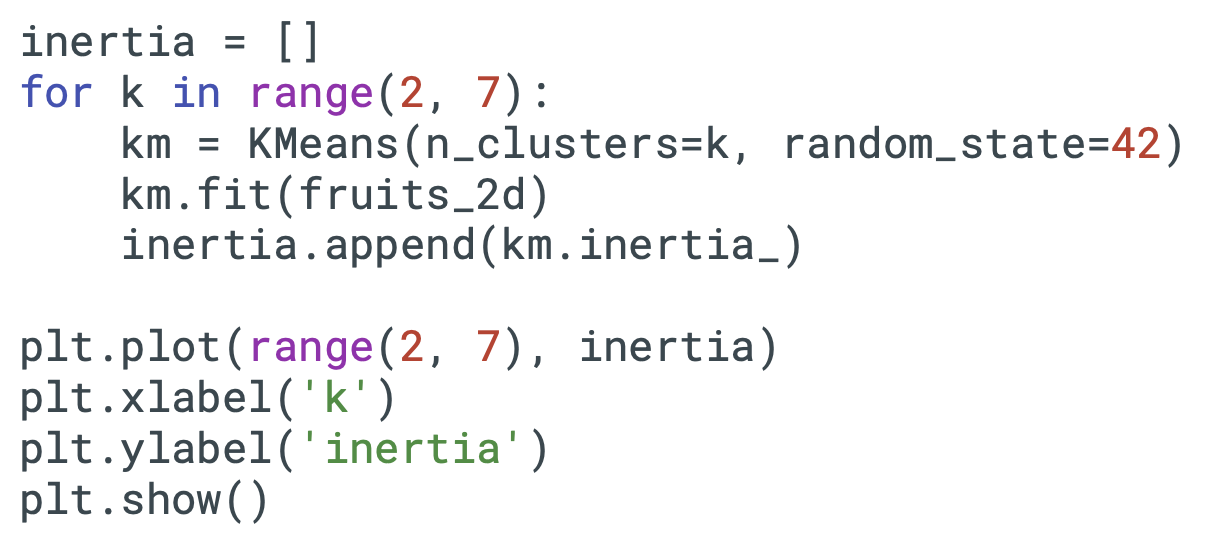 inertia = []
for k in range(2, 7):
    km = KMeans(n_clusters=k, random_state=42)
    km.fit(fruits_2d)
    inertia.append(km.inertia_)

plt.plot(range(2, 7), inertia)
plt.xlabel('k')
plt.ylabel('inertia')
plt.show()